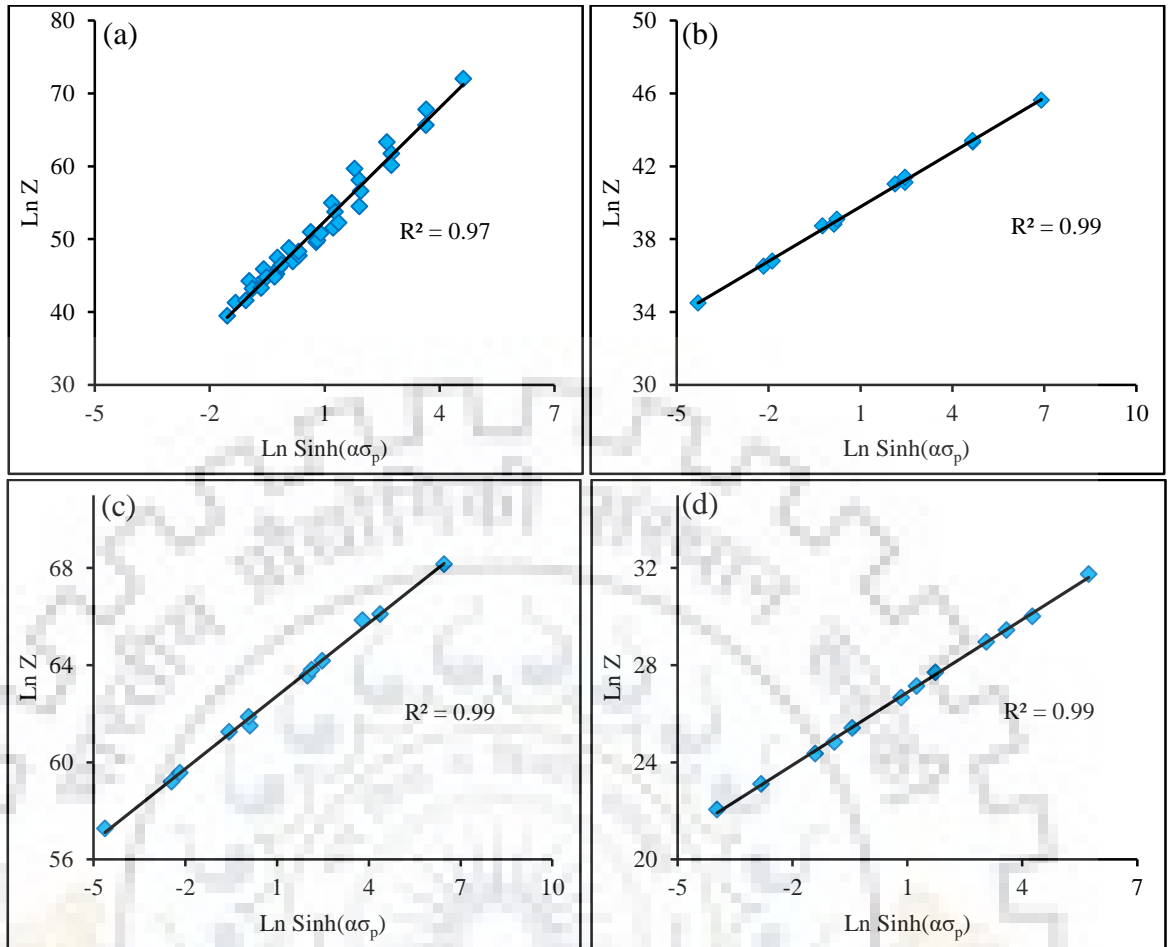 (a)
80
70
60
50
40
30
Ln Z
R² = 0.97
-5 -2 1 4 7
Ln Sinh(ασp)
(b)
50
46
42
38
34
30
Ln Z
R² = 0.99
-5 -2 1 4 7 10
Ln Sinh(ασp)
(c)
68
64
60
56
Ln Z
R² = 0.99
-5 -2 1 4 7 10
Ln Sinh(ασp)
(d)
32
28
24
20
Ln Z
R² = 0.99
-5 -2 1 4 7
Ln Sinh(ασp)